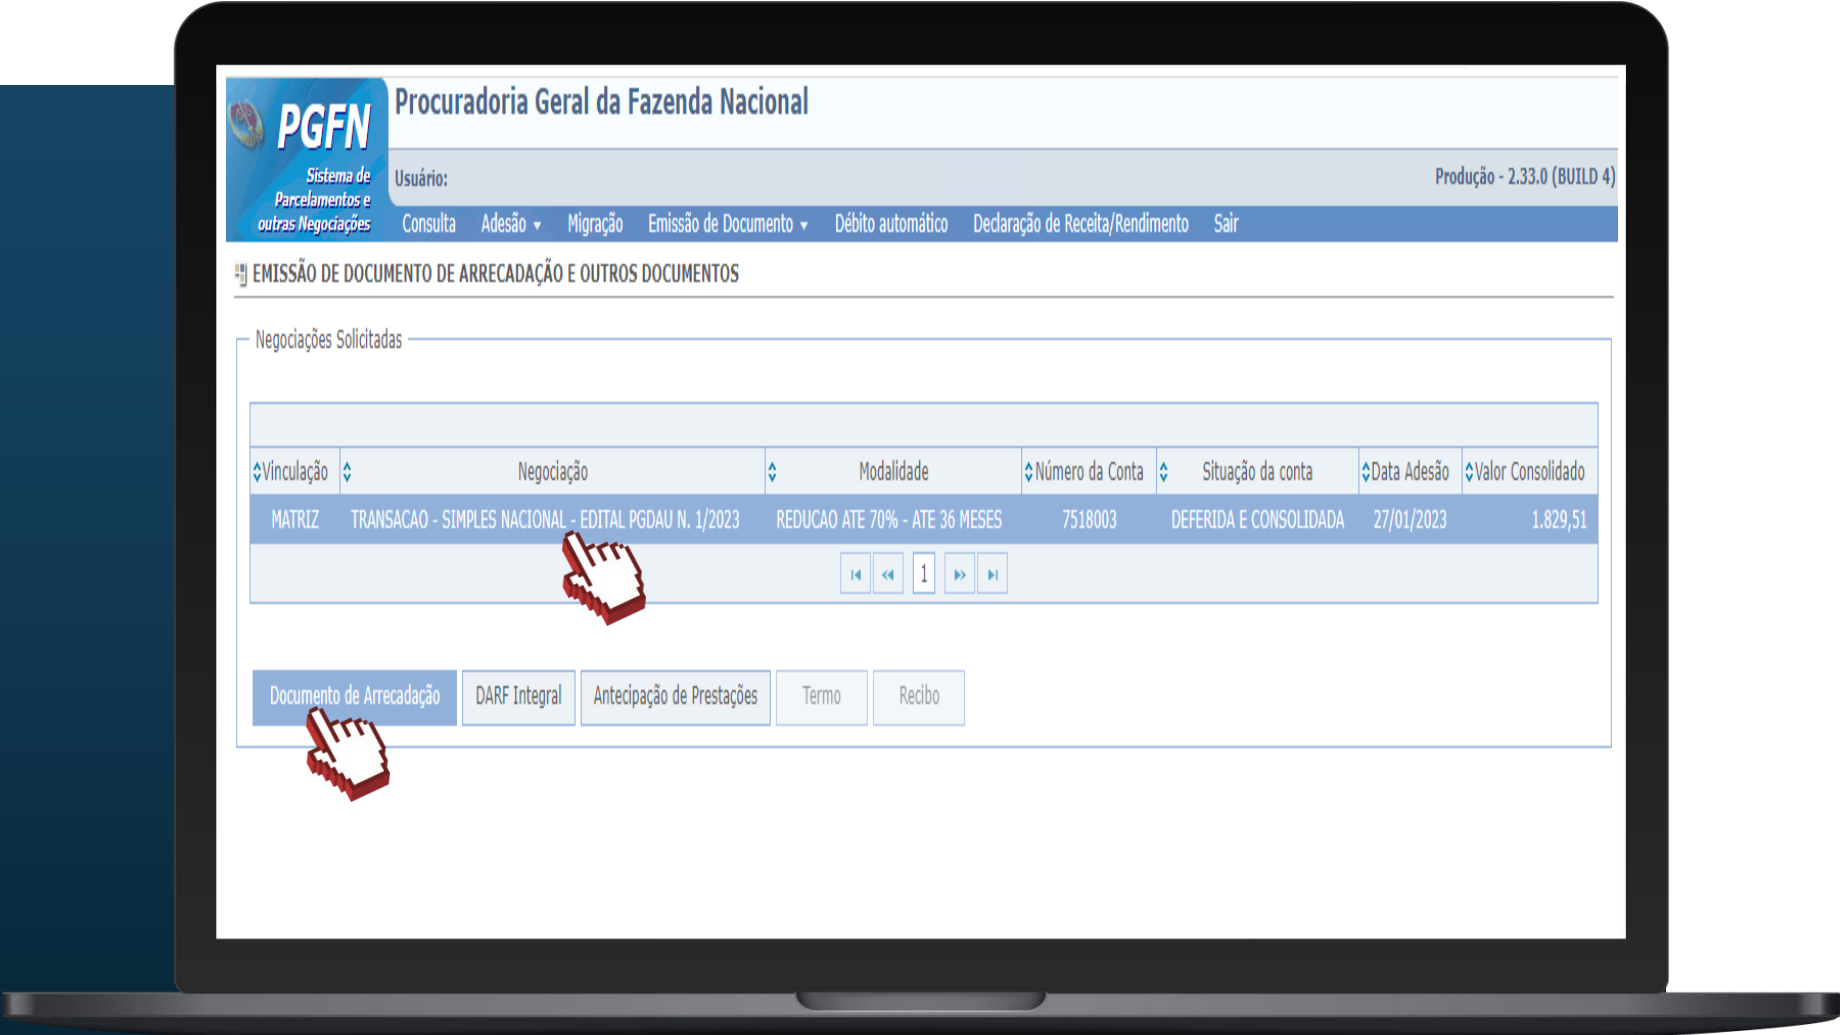 PGFN
Sistema de
Parcelamentos e
outras Negociações
Procuradoria Geral da Fazenda Nacional
Usuário:
Produção - 2.33.0 (BUILD 4)
Consulta Adesão Migração Emissão de Documento Débito automático Declaração de Receita/Rendimento Sair
EMISSÃO DE DOCUMENTO DE ARRECADAÇÃO E OUTROS DOCUMENTOS
Negociações Solicitadas
Vinculação Negociação Modalidade Número da Conta Situação da conta Data Adesão Valor Consolidado
MATRIZ TRANSACAO - SIMPLES NACIONAL - EDITAL PGDAU N. 1/2023 REDUCAO ATE 70% - ATE 36 MESES 7518003 DEFERIDA E CONSOLIDADA 27/01/2023 1.829,51
1
Documento de Arrecadação DARF Integral Antecipação de Prestações Termo Recibo